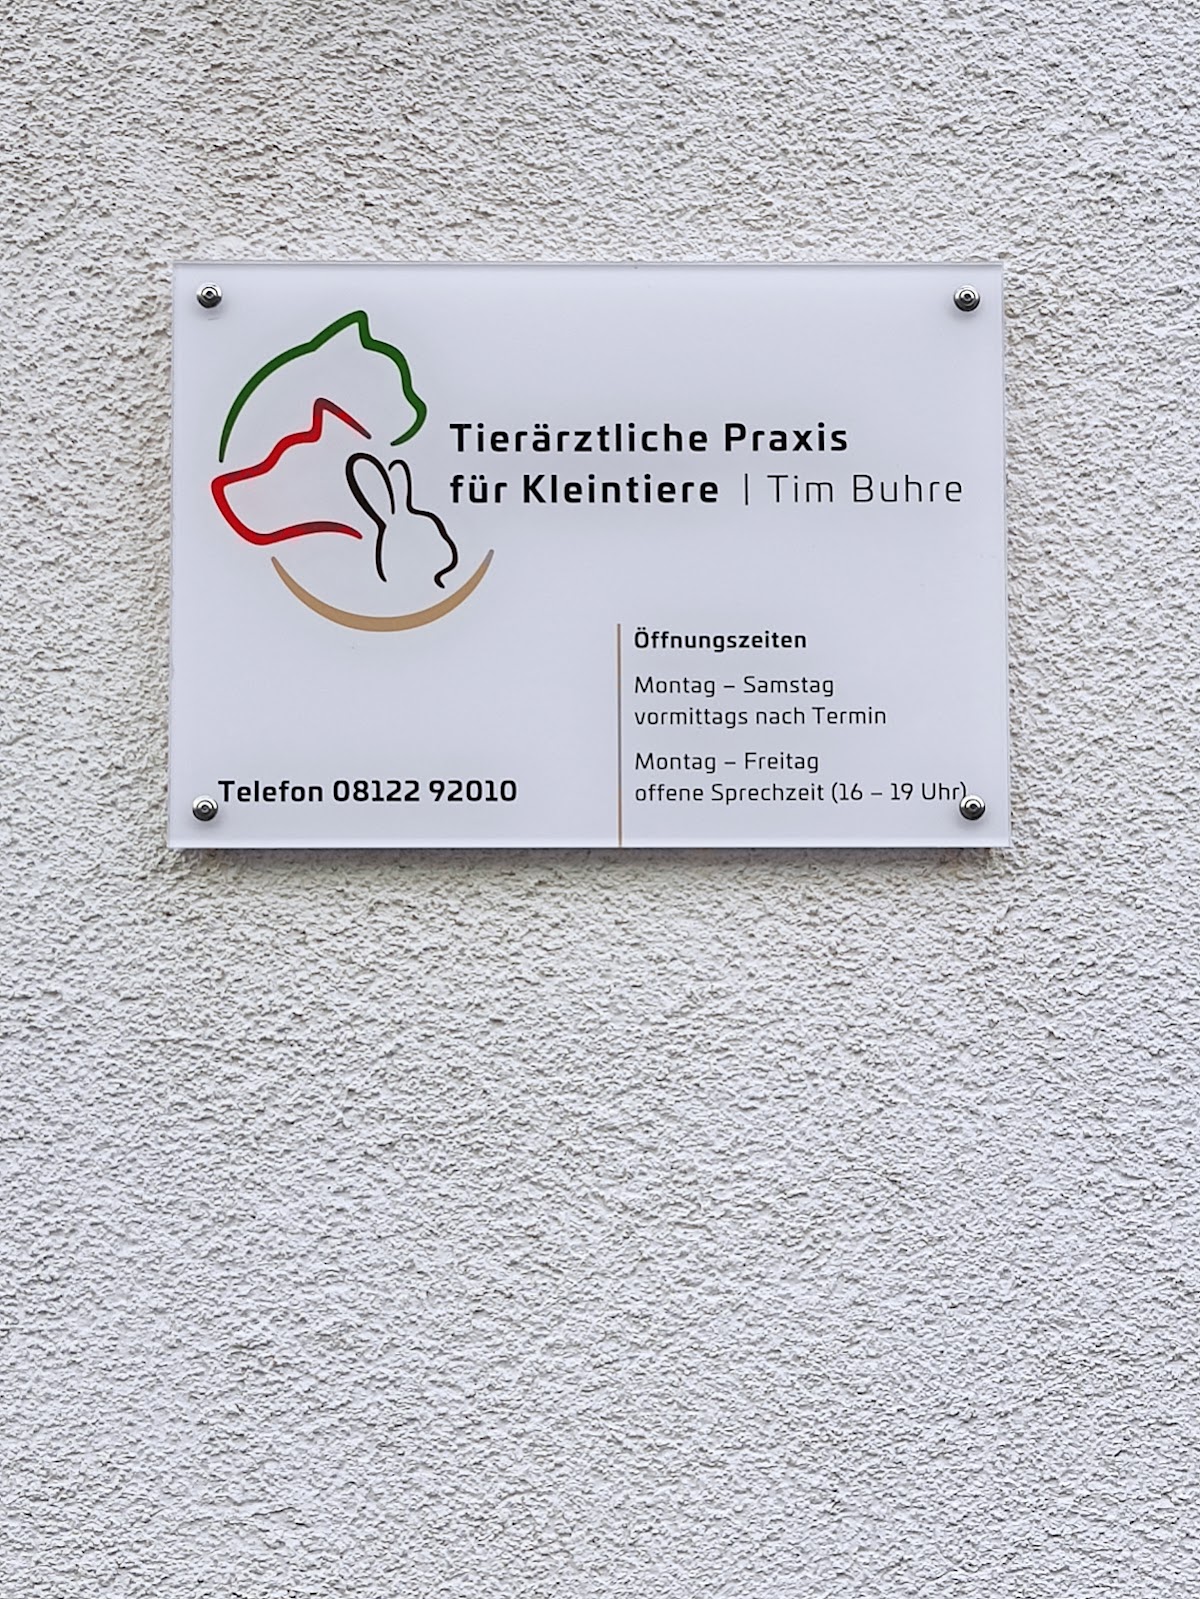 Tierärztliche Praxis
für Kleintiere | Tim Buhre
Öffnungszeiten
Montag – Samstag
vormittags nach Termin
Montag – Freitag
offene Sprechzeit (16 – 19 Uhr)
Telefon 08122 92010